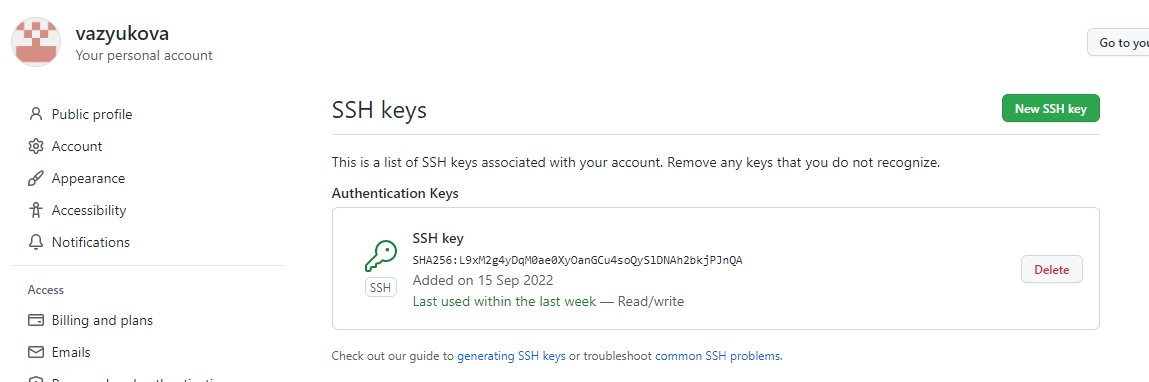 vazyukova
Your personal account
Go to you
Public profile
Account
Appearance
Accessibility
Notifications
Access
Billing and plans
Emails
SSH keys
New SSH key
This is a list of SSH keys associated with your account. Remove any keys that you do not recognize.
Authentication Keys
SSH key
SHA256:L9xM2g4yDqM0ae0XyOanGCu4soQySlDNAh2bkjPJnQA
Added on 15 Sep 2022
Last used within the last week — Read/write
SSH
Delete
Check out our guide to generating SSH keys or troubleshoot common SSH problems.